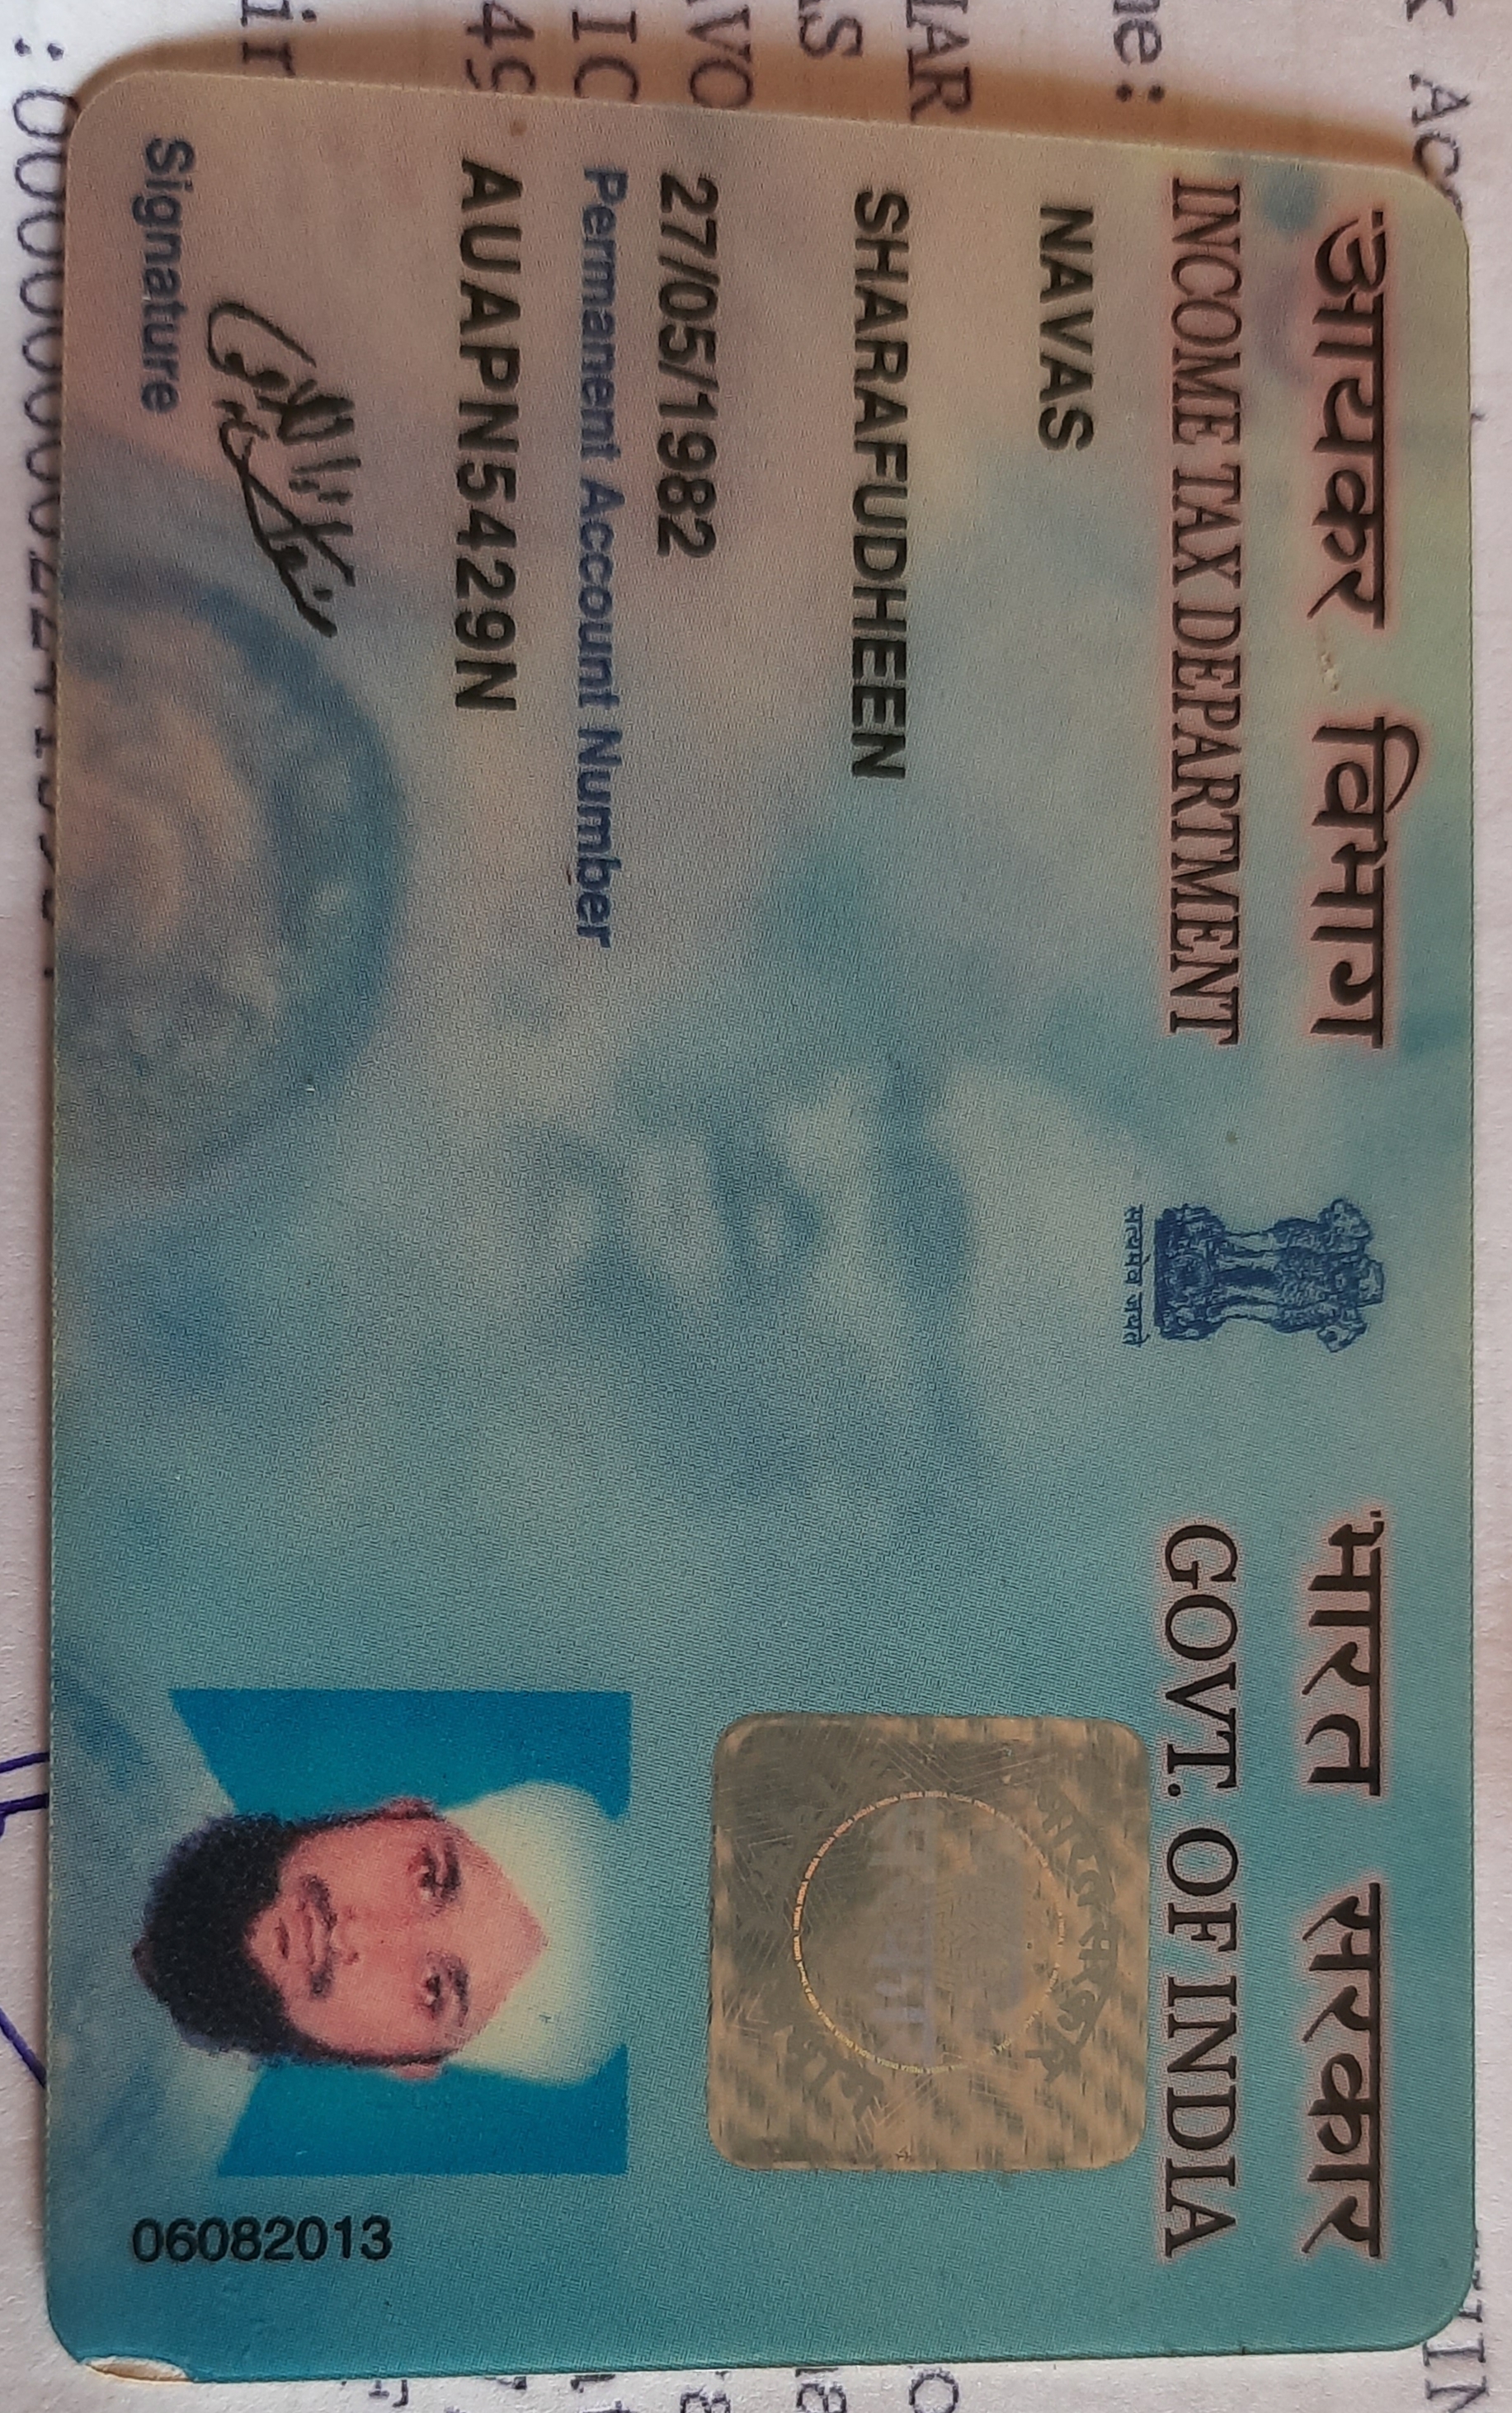 आयकर विभाग
INCOME TAX DEPARTMENT
सत्यमेव जयते
भारत सरकार
GOVT. OF INDIA
NAVAS
SHARAFUDHEEN
27/05/1982
Permanent Account Number
AUAPN5429N
Signature
06082013